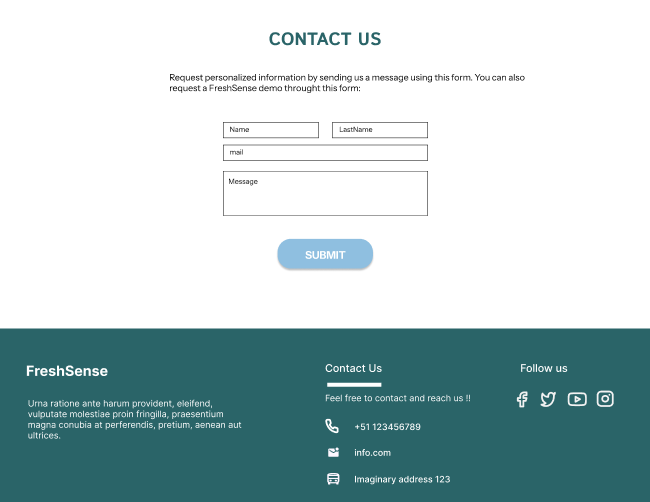 CONTACT US
Request personalized information by sending us a message using this form. You can also
request a FreshSense demo throught this form:
Name
LastName
mail
Message
SUBMIT
FreshSense
Urna ratione ante harum provident, eleifend,
vulputate molestiae proin fringilla, praesentium
magna conubia at perferendis, pretium, aenean aut
ultrices.
Contact Us
Feel free to contact and reach us !!
+51 123456789
info.com
Imaginary address 123
Follow us